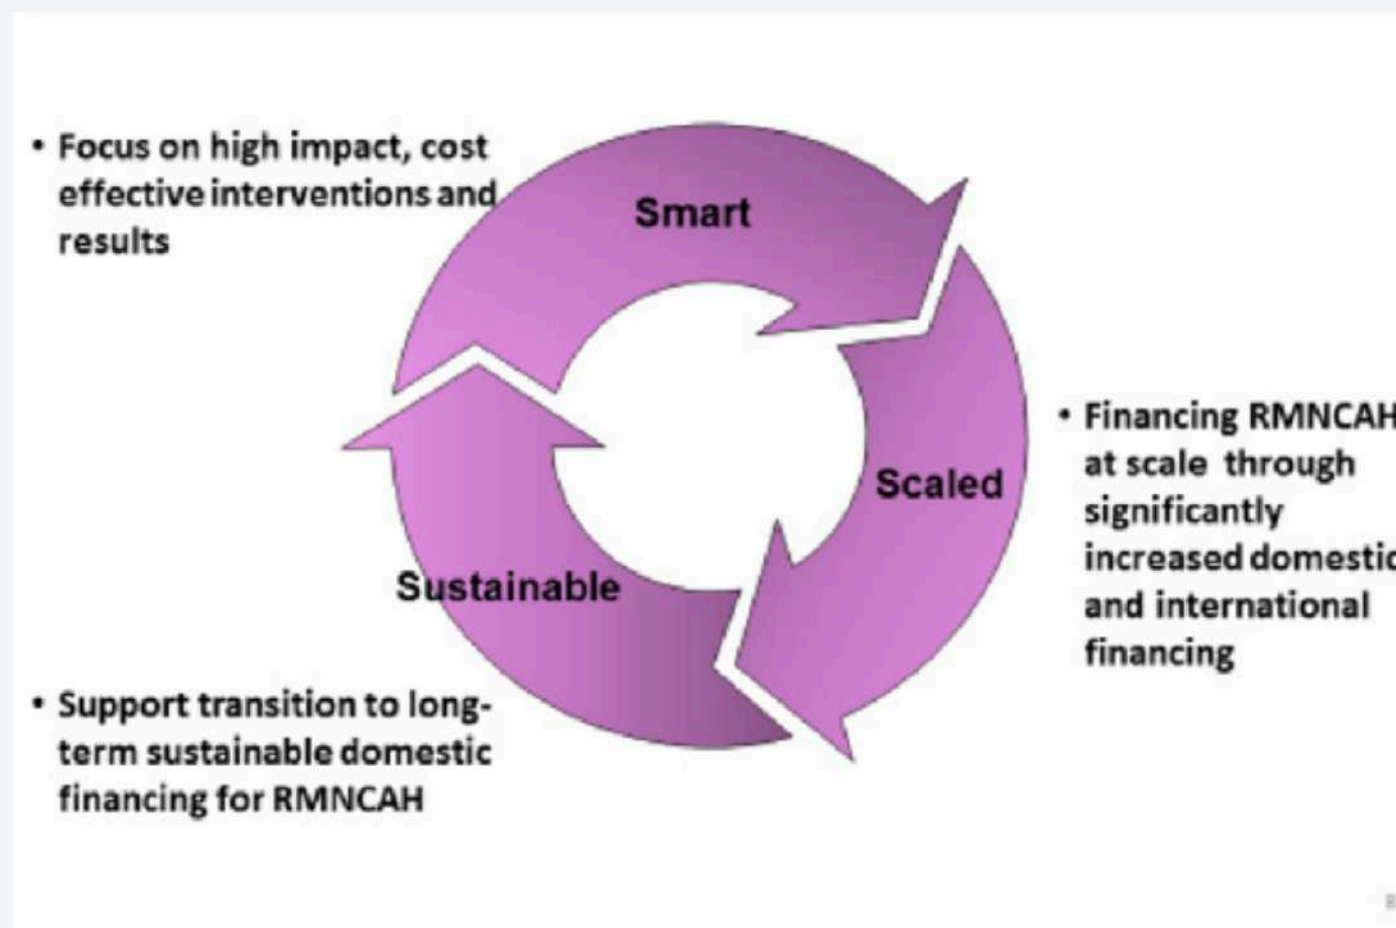 • Focus on high impact, cost
effective interventions and
results
Smart
Scaled
• Financing RMNCAH
at scale through
significantly
increased domestic
and international
financing
Sustainable
• Support transition to long-
term sustainable domestic
financing for RMNCAH